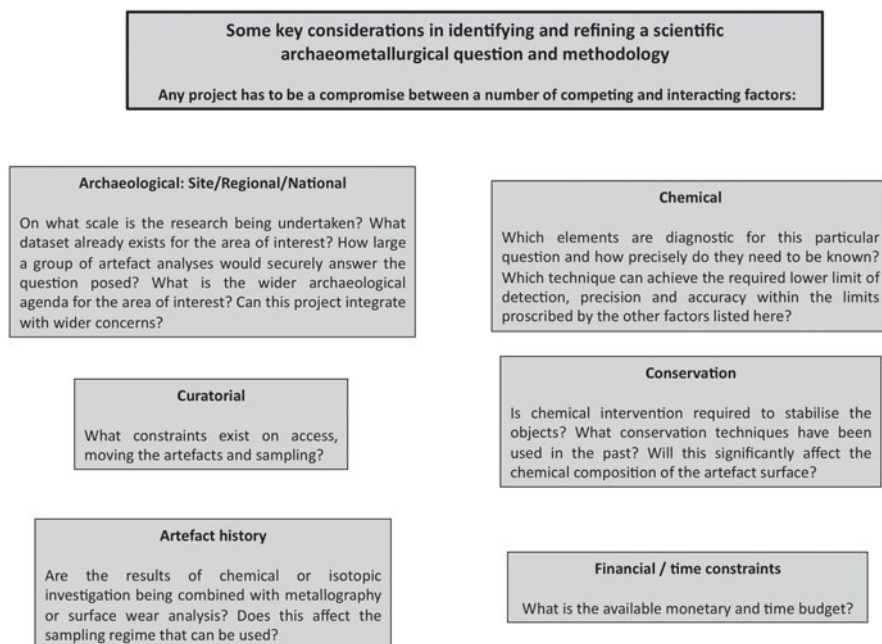 Some key considerations in identifying and refining a scientific
archaeometallurgical question and methodology
Any project has to be a compromise between a number of competing and interacting factors:
Archaeological: Site/Regional/National
On what scale is the research being undertaken? What
dataset already exists for the area of interest? How large
a group of artefact analyses would securely answer the
question posed? What is the wider archaeological
agenda for the area of interest? Can this project integrate
with wider concerns?
Chemical
Which elements are diagnostic for this particular
question and how precisely do they need to be known?
Which technique can achieve the required lower limit of
detection, precision and accuracy within the limits
proscribed by the other factors listed here?
Curatorial
What constraints exist on access,
moving the artefacts and sampling?
Conservation
Is chemical intervention required to stabilise the
objects? What conservation techniques have been
used in the past? Will this significantly affect the
chemical composition of the artefact surface?
Artefact history
Are the results of chemical or isotopic
investigation being combined with metallography
or surface wear analysis? Does this affect the
sampling regime that can be used?
Financial / time constraints
What is the available monetary and time budget?